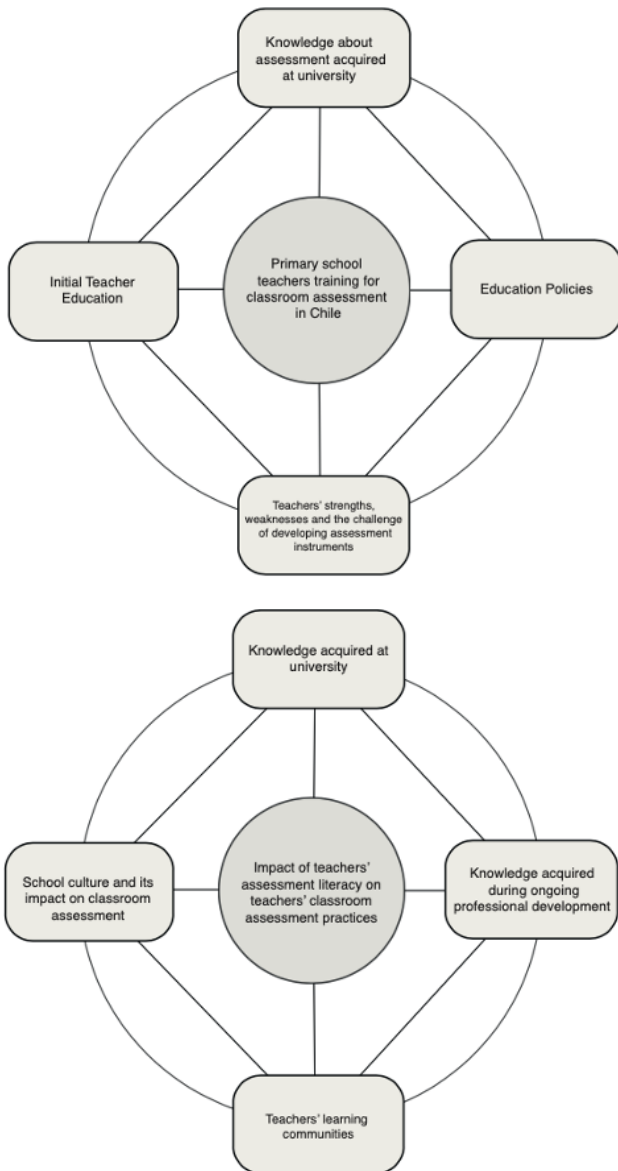 Knowledge about
assessment acquired
at university
Initial Teacher
Education
Primary school
teachers training for
classroom assessment
in Chile
Education Policies
Teachers' strengths,
weaknesses and the challenge
of developing assessment
instruments
Knowledge acquired at
university
School culture and its
impact on classroom
assessment
Impact of teachers'
assessment literacy on
teachers' classroom
assessment practices
Knowledge acquired
during ongoing
professional development
Teachers' learning
communities